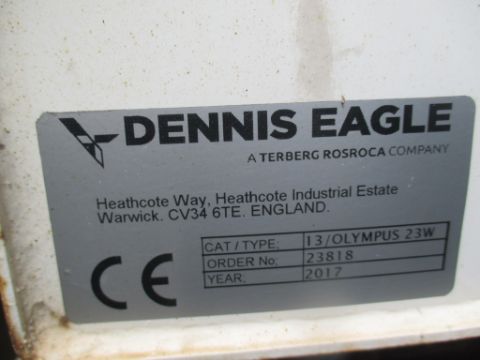 DENNIS EAGLE
A TERBERG ROSROCA COMPANY
Heathcote Way, Heathcote Industrial Estate
Warwick. CV34 6TE. ENGLAND.
CAT / TYPE; 13/OLYMPUS 23W
ORDER No; 23818
YEAR; 2017
CE